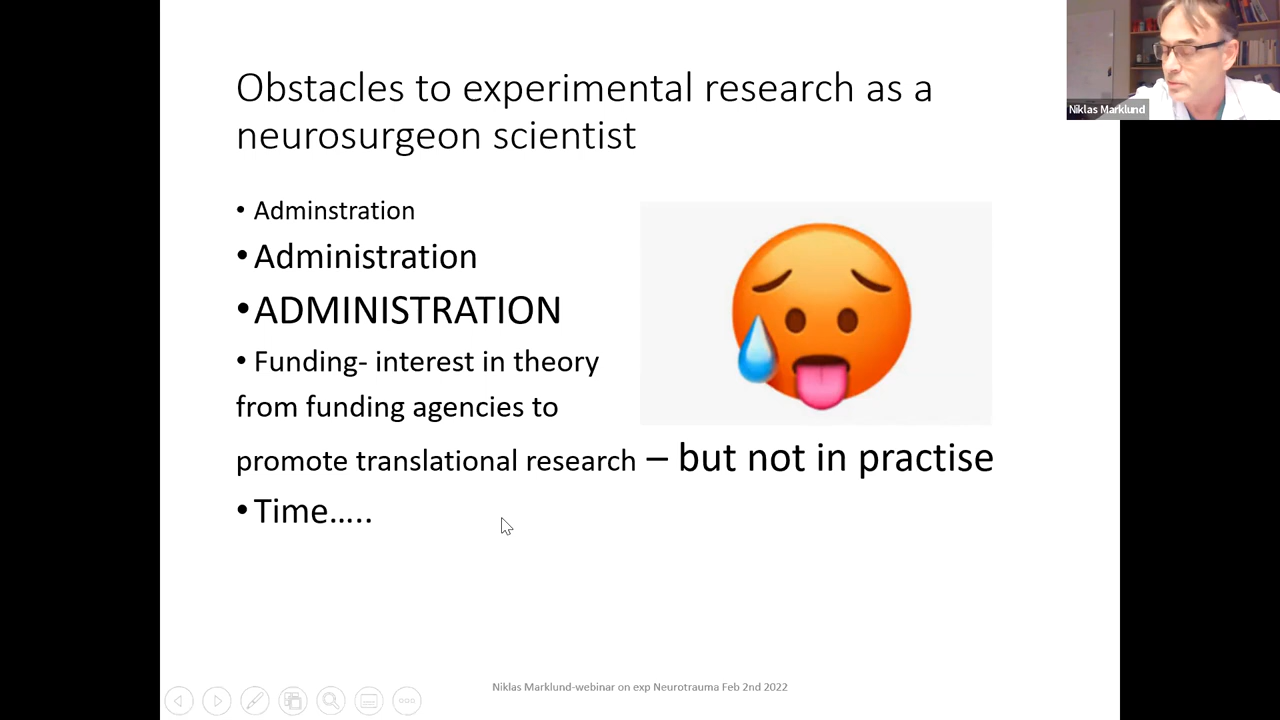 Obstacles to experimental research as a
neurosurgeon scientist
• Adminstration
• Administration
• ADMINISTRATION
• Funding- interest in theory
from funding agencies to
promote translational research – but not in practise
• Time…..
Niklas Marklund-webinar on exp Neurotrauma Feb 2nd 2022
Niklas Marklund